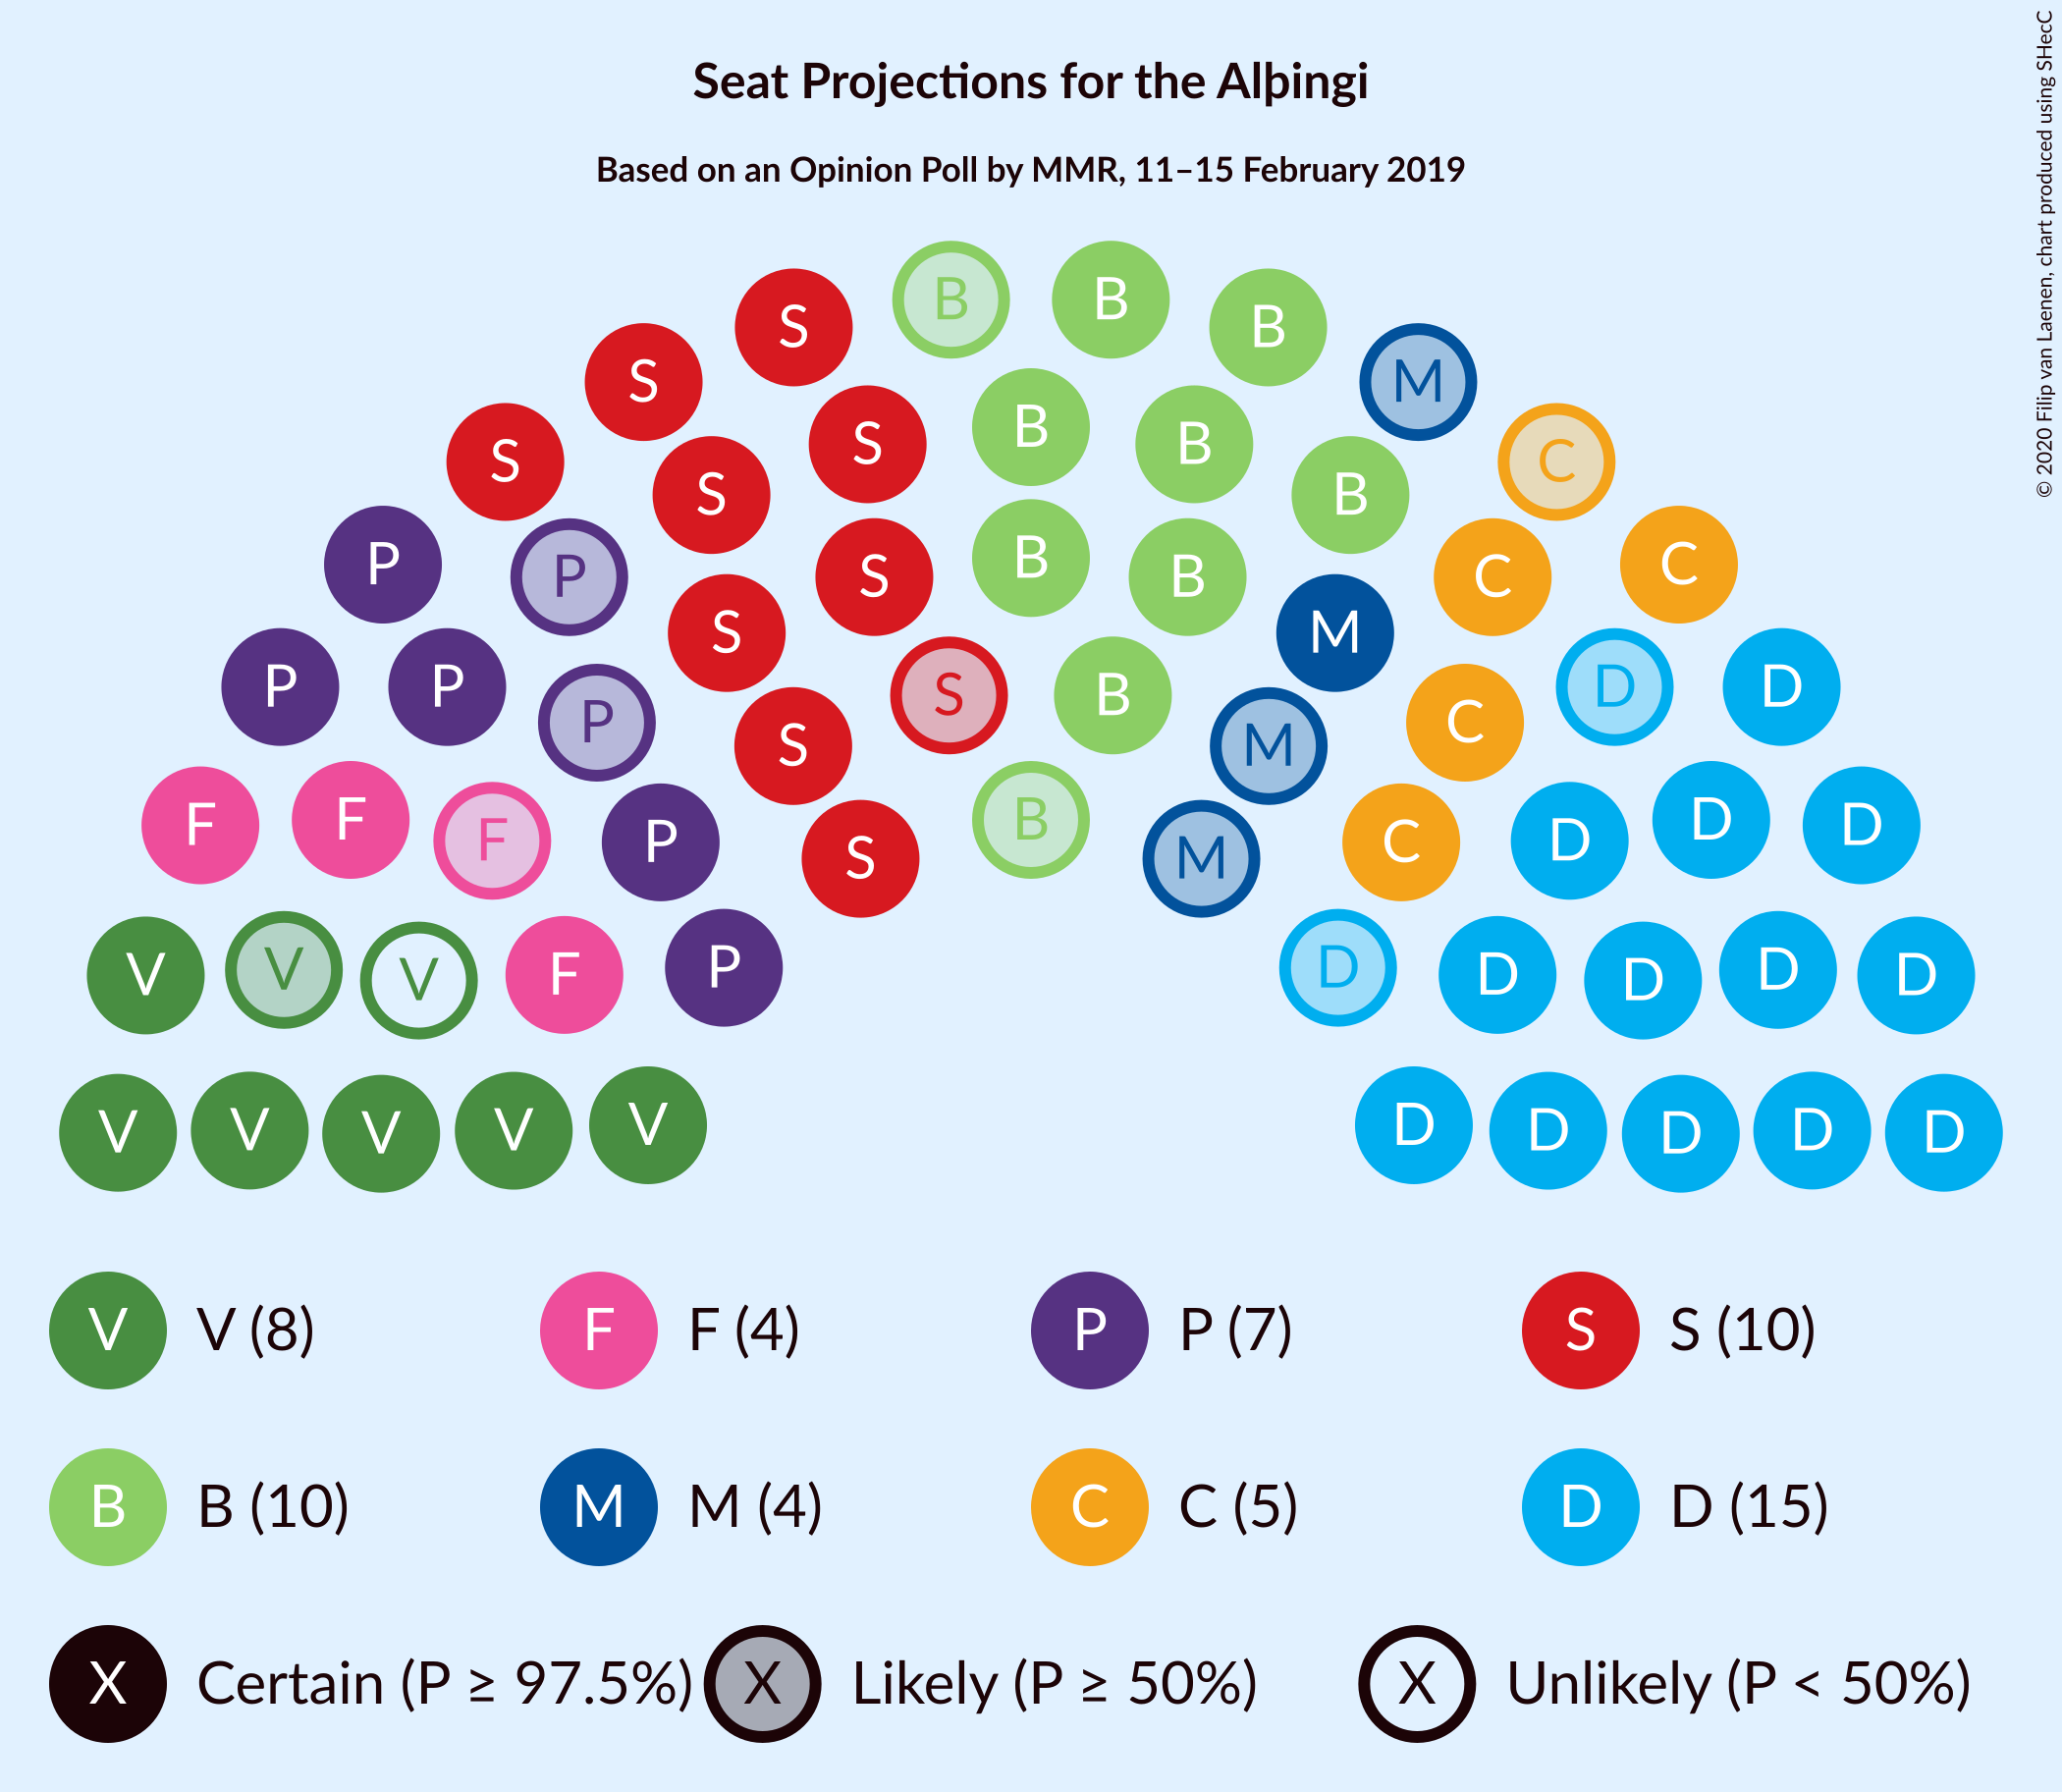 © 2020 Filip van Laenen, chart produced using SHecC
Seat Projections for the Alþingi
Based on an Opinion Poll by MMR, 11–15 February 2019
B B
S B
S M
S B B
S C
S B
P P S B B C C
S M
P P P S B C D D
S M
F F F P S B M C D D D
V V V F P D D D D D
V V V V V D D D D D
V V (8) F F (4) P P (7) S S (10)
B B (10) M M (4) C C (5) D D (15)
X Certain (P ≥ 97.5%) X Likely (P ≥ 50%) X Unlikely (P < 50%)